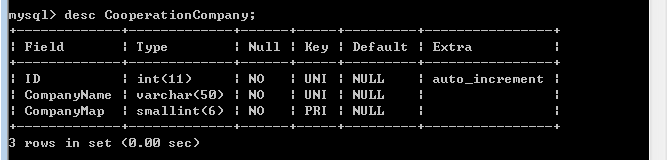 mysql> desc CooperationCompany;
+-------------+-------------+------+-----+---------+----------------+
| Field | Type | Null | Key | Default | Extra |
+-------------+-------------+------+-----+---------+----------------+
| ID | int(11) | NO | UNI | NULL | auto_increment |
| CompanyName | varchar(50) | NO | UNI | NULL | |
| CompanyMap | smallint(6) | NO | PRI | NULL | |
+-------------+-------------+------+-----+---------+----------------+
3 rows in set (0.00 sec)